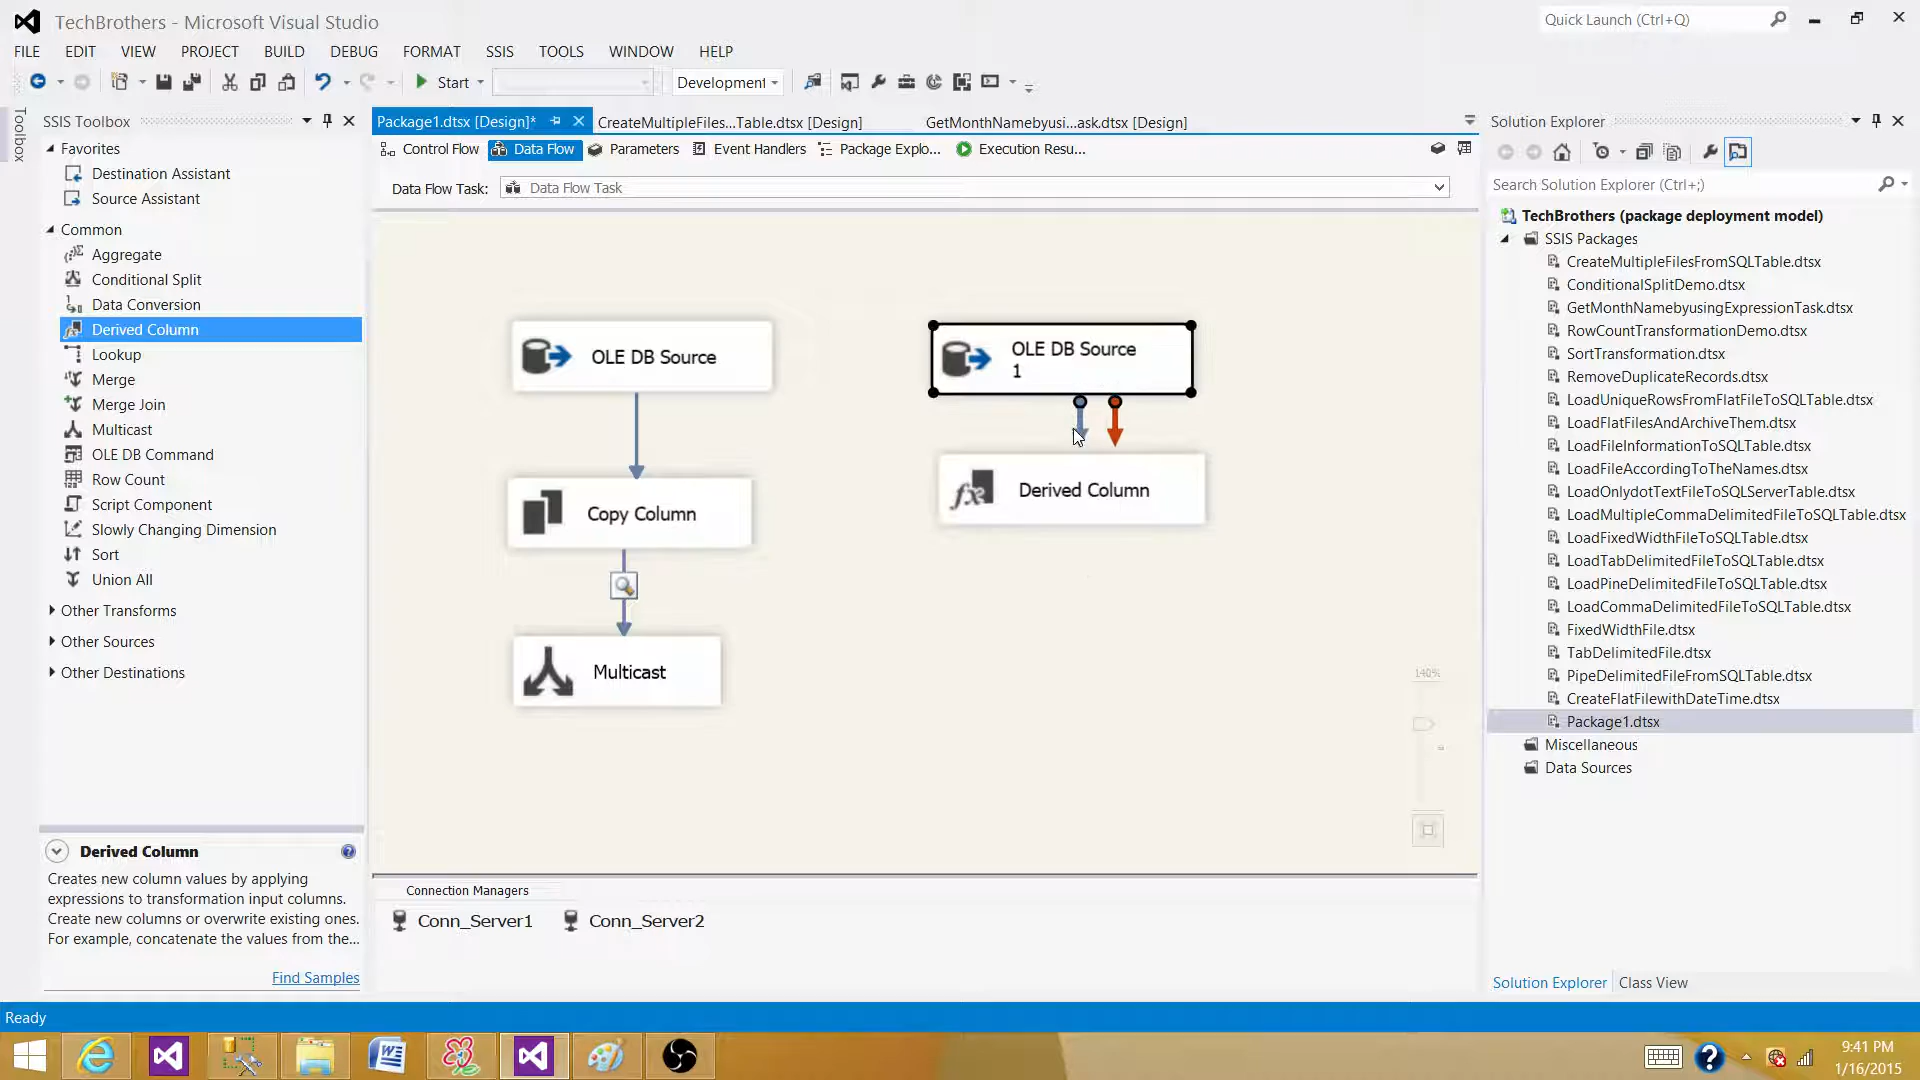 TechBrothers - Microsoft Visual Studio
Quick Launch (Ctrl+Q)
FILE EDIT VIEW PROJECT BUILD DEBUG FORMAT SSIS TOOLS WINDOW HELP
Start
Development
Toolbox
SSIS Toolbox
Favorites
Destination Assistant
Source Assistant
Common
Aggregate
Conditional Split
Data Conversion
Derived Column
Lookup
Merge
Merge Join
Multicast
OLE DB Command
Row Count
Script Component
Slowly Changing Dimension
Sort
Union All
Other Transforms
Other Sources
Other Destinations
Derived Column
Creates new column values by applying
expressions to transformation input columns.
Create new columns or overwrite existing ones.
For example, concatenate the values from the...
Find Samples
Package1.dtsx [Design]*
CreateMultipleFiles...Table.dtsx [Design]
GetMonthNamebyusi...ask.dtsx [Design]
Control Flow
Data Flow
Parameters
Event Handlers
Package Explo...
Execution Resu...
Data Flow Task:
Data Flow Task
OLE DB Source
Copy Column
Multicast
OLE DB Source
1
Derived Column
140%
Connection Managers
Conn_Server1
Conn_Server2
Solution Explorer
Search Solution Explorer (Ctrl+;)
TechBrothers (package deployment model)
SSIS Packages
CreateMultipleFilesFromSQLTable.dtsx
ConditionalSplitDemo.dtsx
GetMonthNamebyusingExpressionTask.dtsx
RowCountTransformationDemo.dtsx
SortTransformation.dtsx
RemoveDuplicateRecords.dtsx
LoadUniqueRowsFromFlatFileToSQLTable.dtsx
LoadFlatFilesAndArchiveThem.dtsx
LoadFileInformationToSQLTable.dtsx
LoadFileAccordingToTheNames.dtsx
LoadOnlydotTextFileToSQLServerTable.dtsx
LoadMultipleCommaDelimitedFileToSQLTable.dtsx
LoadFixedWidthFileToSQLTable.dtsx
LoadTabDelimitedFileToSQLTable.dtsx
LoadPineDelimitedFileToSQLTable.dtsx
LoadCommaDelimitedFileToSQLTable.dtsx
FixedWidthFile.dtsx
TabDelimitedFile.dtsx
PipeDelimitedFileFromSQLTable.dtsx
CreateFlatFilewithDateTime.dtsx
Package1.dtsx
Miscellaneous
Data Sources
Solution Explorer
Class View
Ready
9:41 PM
1/16/2015